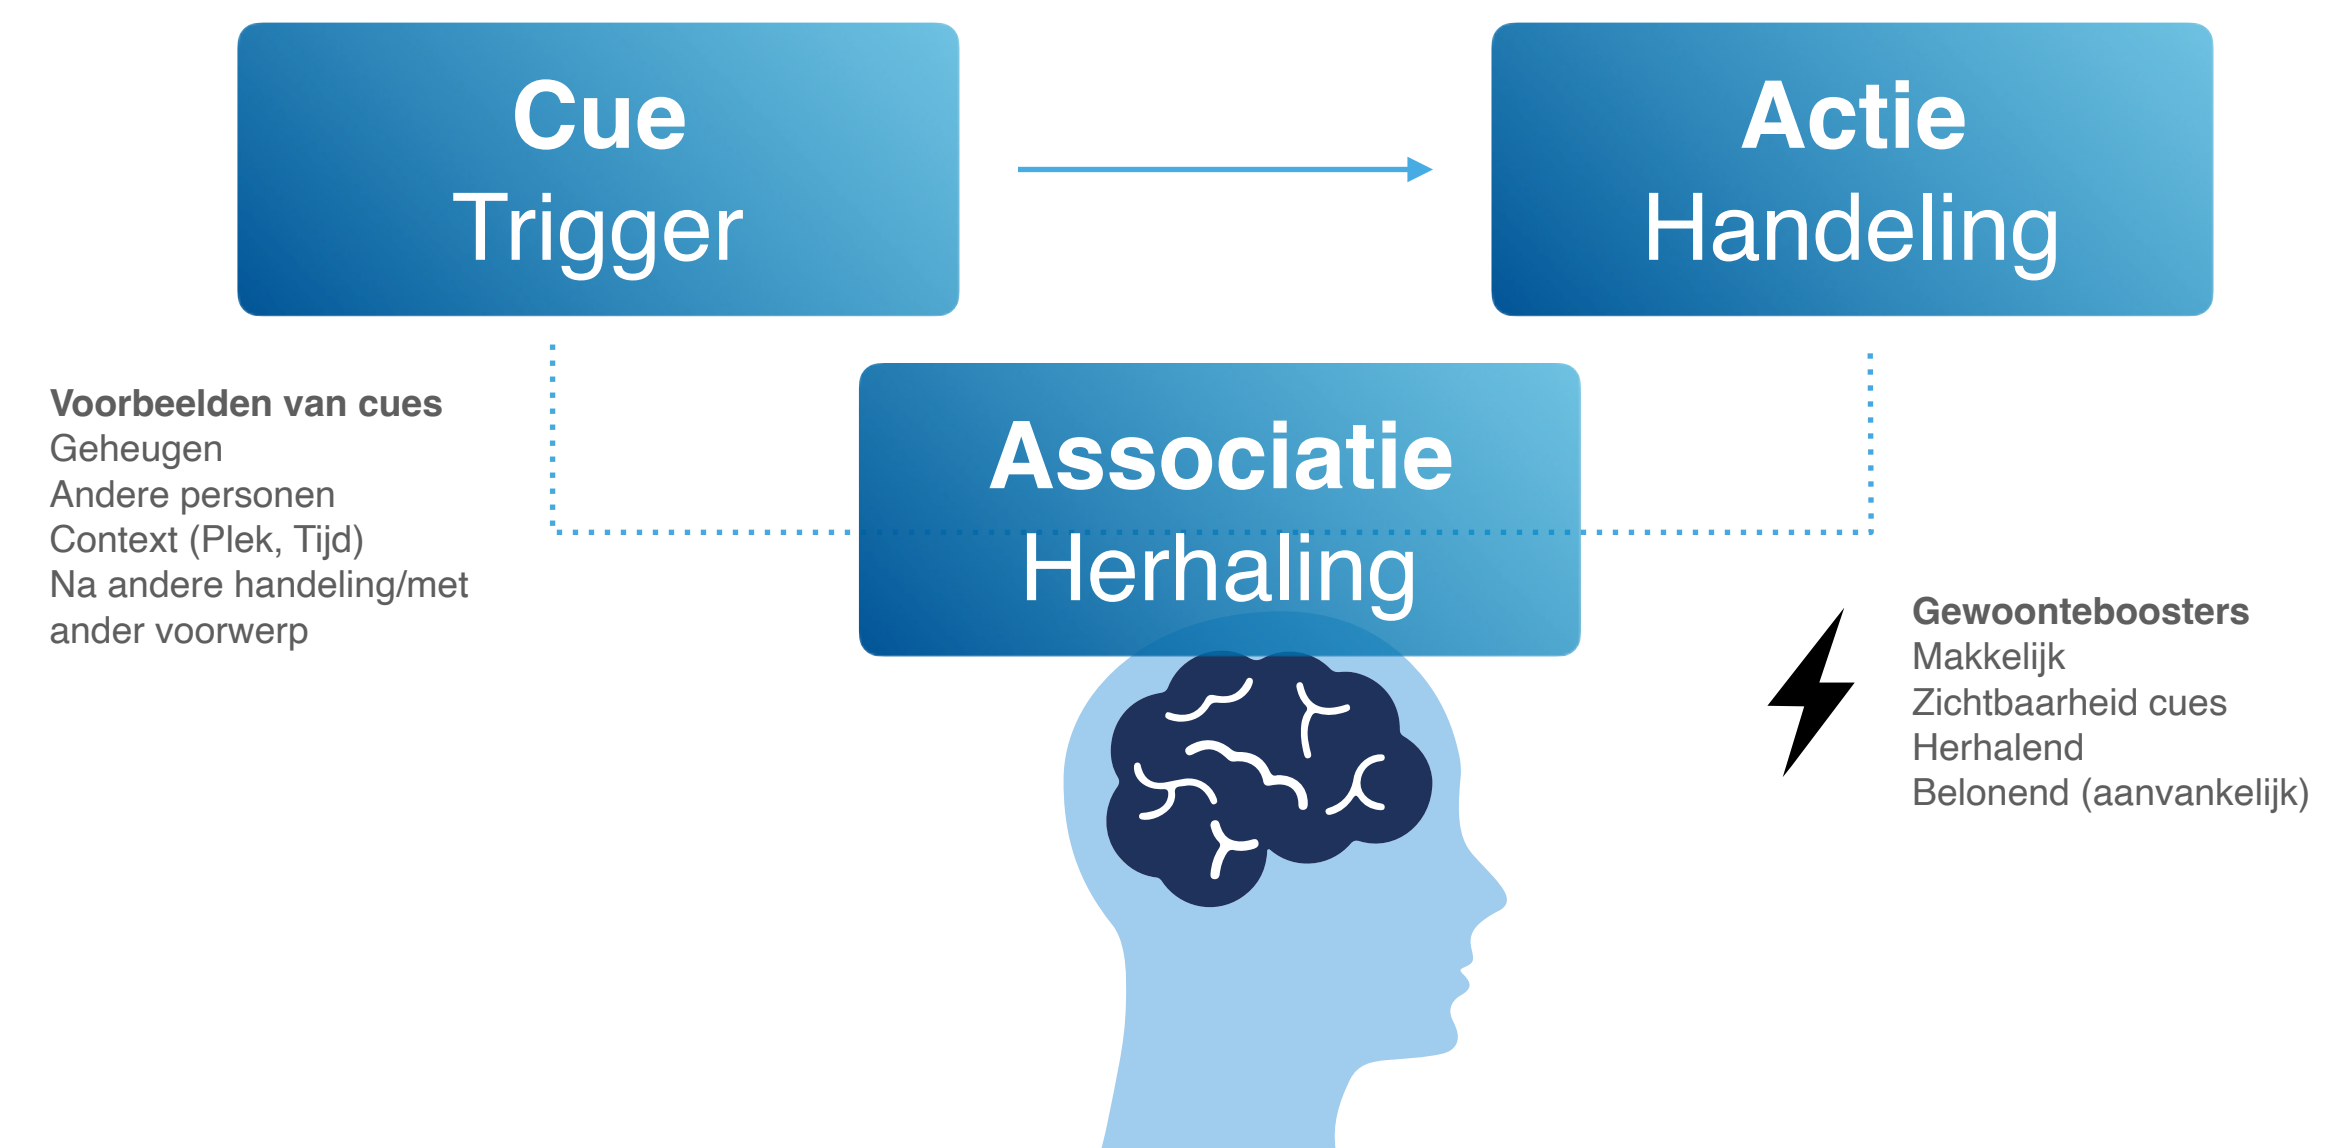 Cue
Trigger
Actie
Handeling
Voorbeelden van cues
Geheugen
Andere personen
Context (Plek, Tijd)
Na andere handeling/met
ander voorwerp
Associatie
Herhaling
Gewoonteboosters
Makkelijk
Zichtbaarheid cues
Herhalend
Belonend (aanvankelijk)